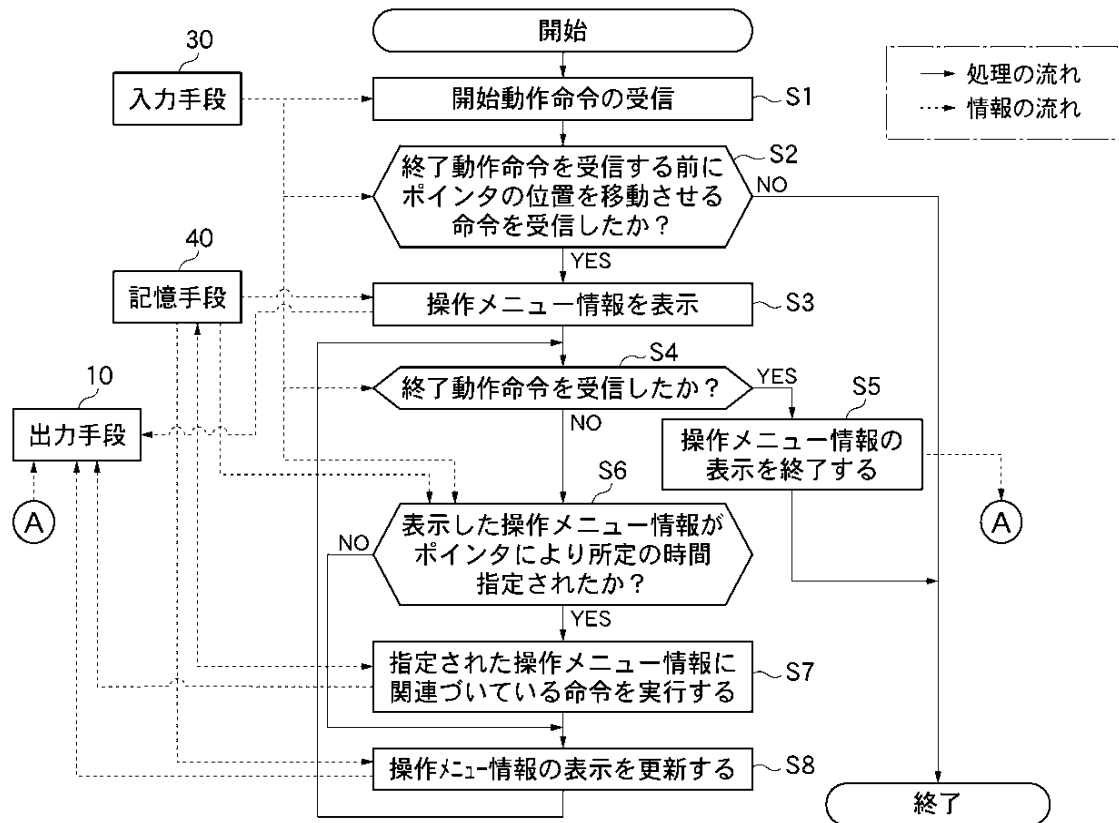 開始
30
入力手段
開始動作命令の受信
S1
処理の流れ
情報の流れ
終了動作命令を受信する前に
ポインタの位置を移動させる
命令を受信したか？
S2
NO
YES
40
記憶手段
操作メニュー情報を表示
S3
終了動作命令を受信したか？
S4
YES
NO
10
出力手段
操作メニュー情報の
表示を終了する
S5
A
A
表示した操作メニュー情報が
ポインタにより所定の時間
指定されたか？
S6
NO
YES
指定された操作メニュー情報に
関連づいている命令を実行する
S7
操作ﾒﾆｭｰ情報の表示を更新する
S8
終了